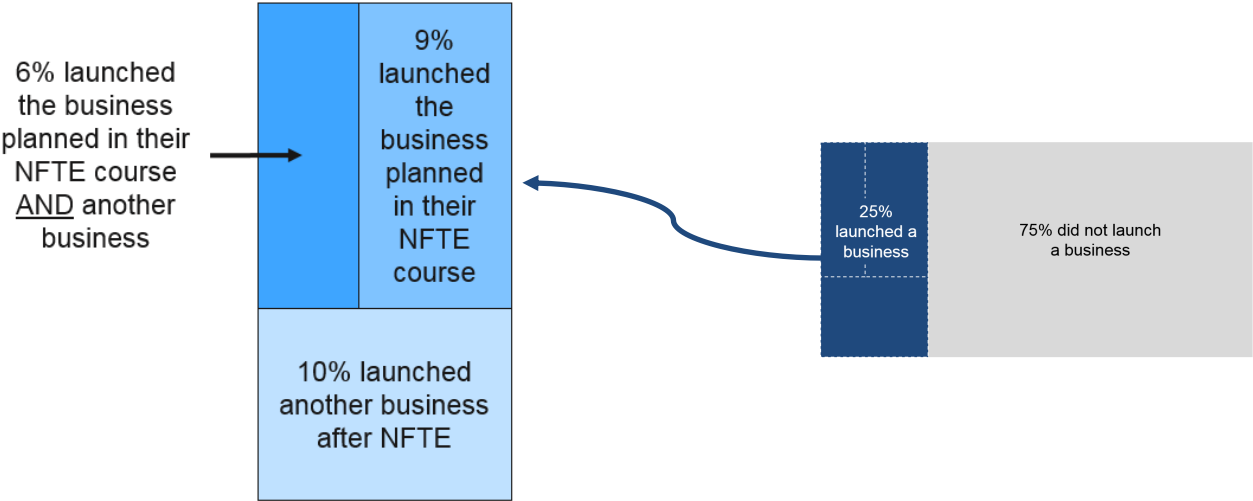 6% launched
the business
planned in their
NFTE course
AND another
business
9%
launched
the
business
planned
in their
NFTE
course
10% launched
another business
after NFTE
25%
launched a
business
75% did not launch
a business